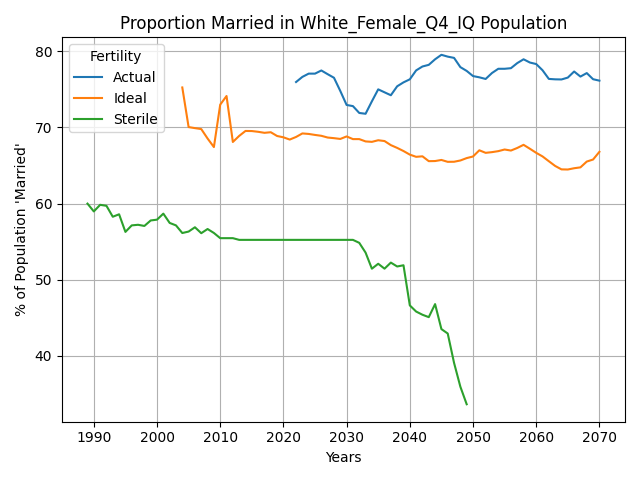 Proportion Married in White_Female_Q4_IQ Population
% of Population 'Married'
80
70
60
50
40
Fertility
Actual
Ideal
Sterile
1990 2000 2010 2020 2030 2040 2050 2060 2070
Years